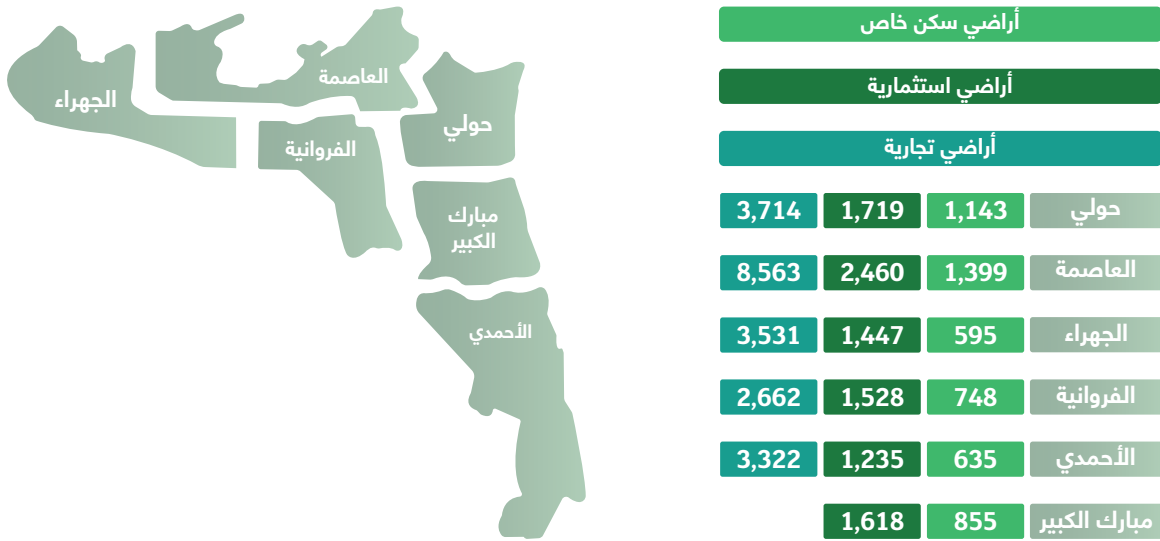 أراضي سكن خاص
أراضي استثمارية
أراضي تجارية
حولي 1,143 1,719 3,714
العاصمة 1,399 2,460 8,563
الجهراء 595 1,447 3,531
الفروانية 748 1,528 2,662
الأحمدي 635 1,235 3,322
مبارك الكبير 855 1,618
العاصمة
الجهراء
حولي
الفروانية
مبارك
الكبير
الأحمدي